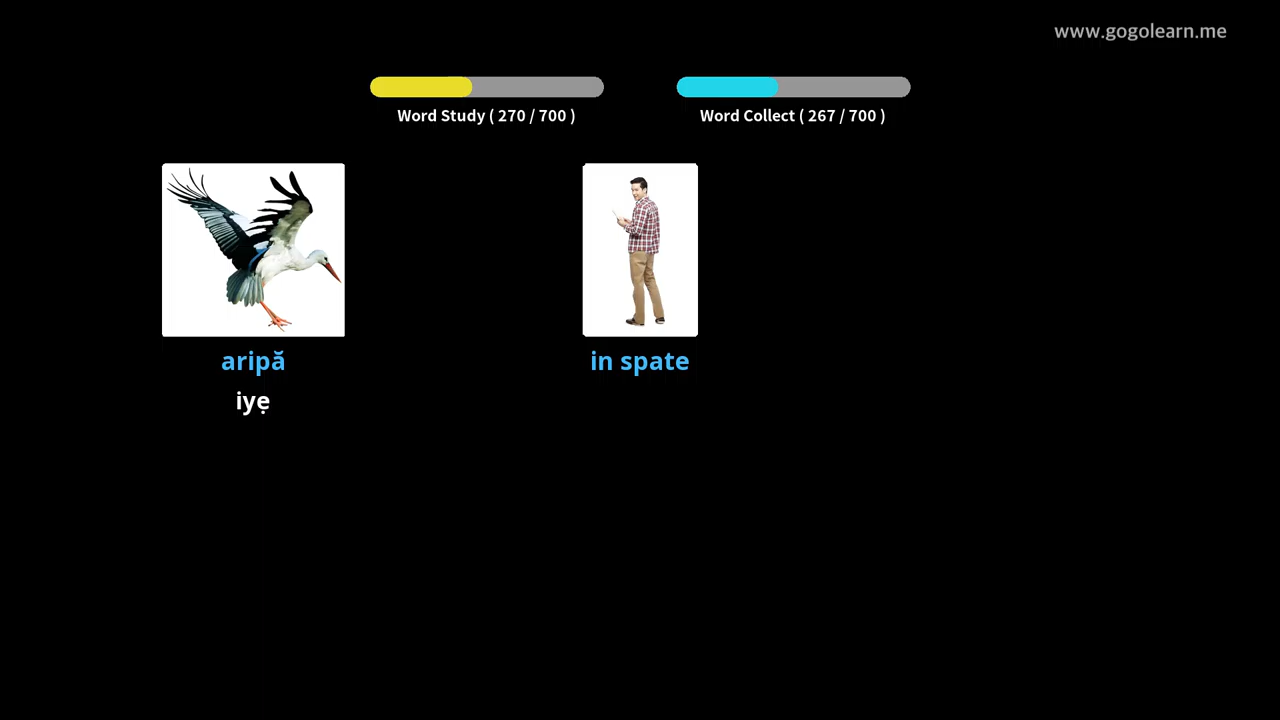 www.gogolearn.me
Word Study ( 270 / 700 )
Word Collect ( 267 / 700 )
aripă
in spate
iyẹ